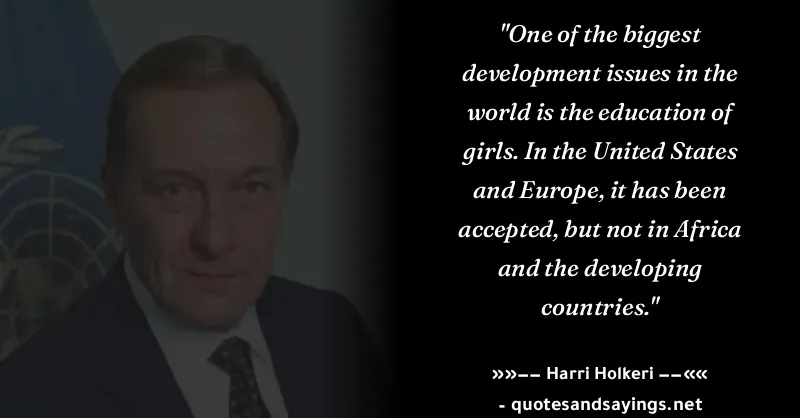 "One of the biggest
development issues in the
world is the education of
girls. In the United States
and Europe, it has been
accepted, but not in Africa
and the developing
countries."
»»—— Harri Holkeri ——««
- quotesandsayings.net